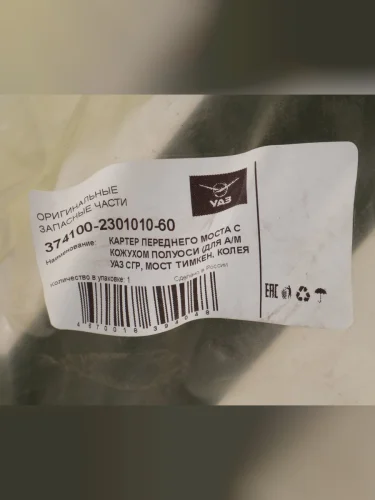 ОРИГИНАЛЬНЫЕ
ЗАПАСНЫЕ ЧАСТИ
УАЗ
374100-2301010-60
Наименование: КАРТЕР ПЕРЕДНЕГО МОСТА С
КОЖУХОМ ПОЛУОСИ (ДЛЯ А/М
УАЗ СГР, МОСТ ТИМКЕН, КОЛЕЯ
Количество в упаковке: 1
Сделано в России
EAC